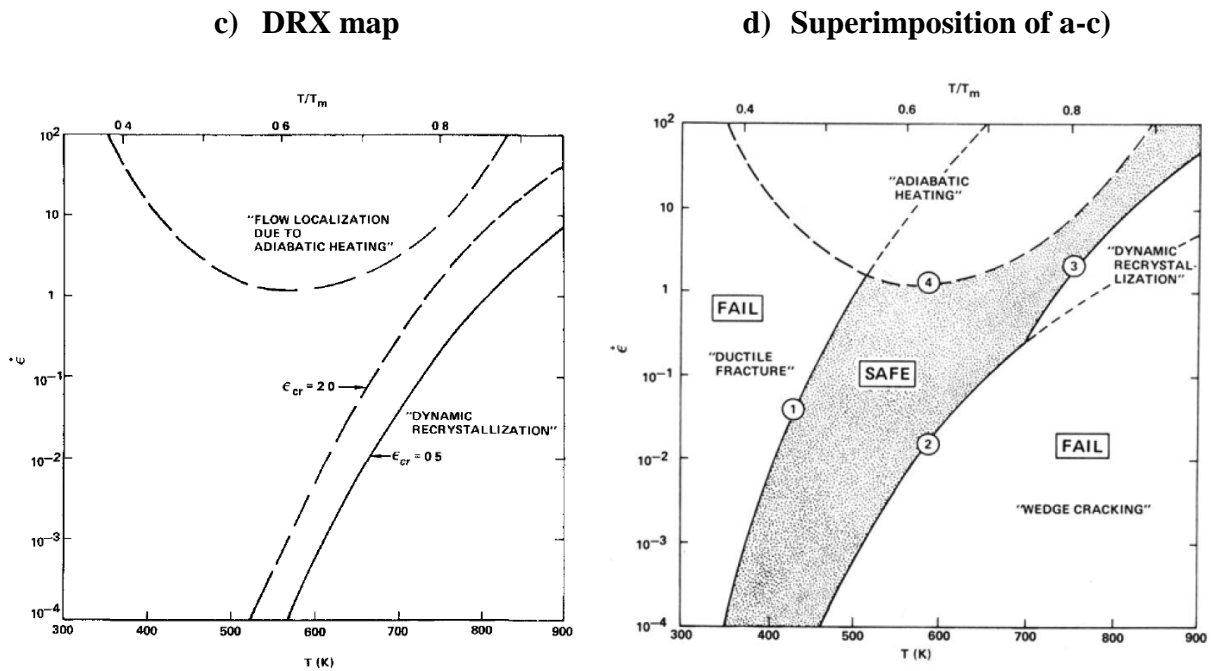 c) DRX map
T/Tm
0 4
0 6
0 8
10²
10
1
10⁻¹
10⁻²
10⁻³
10⁻⁴
ε̇
"FLOW LOCALIZATION
DUE TO
ADIABATIC HEATING"
ϵcr = 2 0
"DYNAMIC
RECRYSTALLIZATION"
ϵcr = 0 5
300
400
500
600
700
800
900
T (K)
d) Superimposition of a-c)
T/Tm
0.4
0.6
0.8
10²
10
1
10⁻¹
10⁻²
10⁻³
10⁻⁴
ε̇
"ADIABATIC
HEATING"
"DYNAMIC
RECRYSTAL-
LIZATION"
3
4
FAIL
"DUCTILE
FRACTURE"
SAFE
1
2
FAIL
"WEDGE CRACKING"
300
400
500
600
700
800
900
T (K)